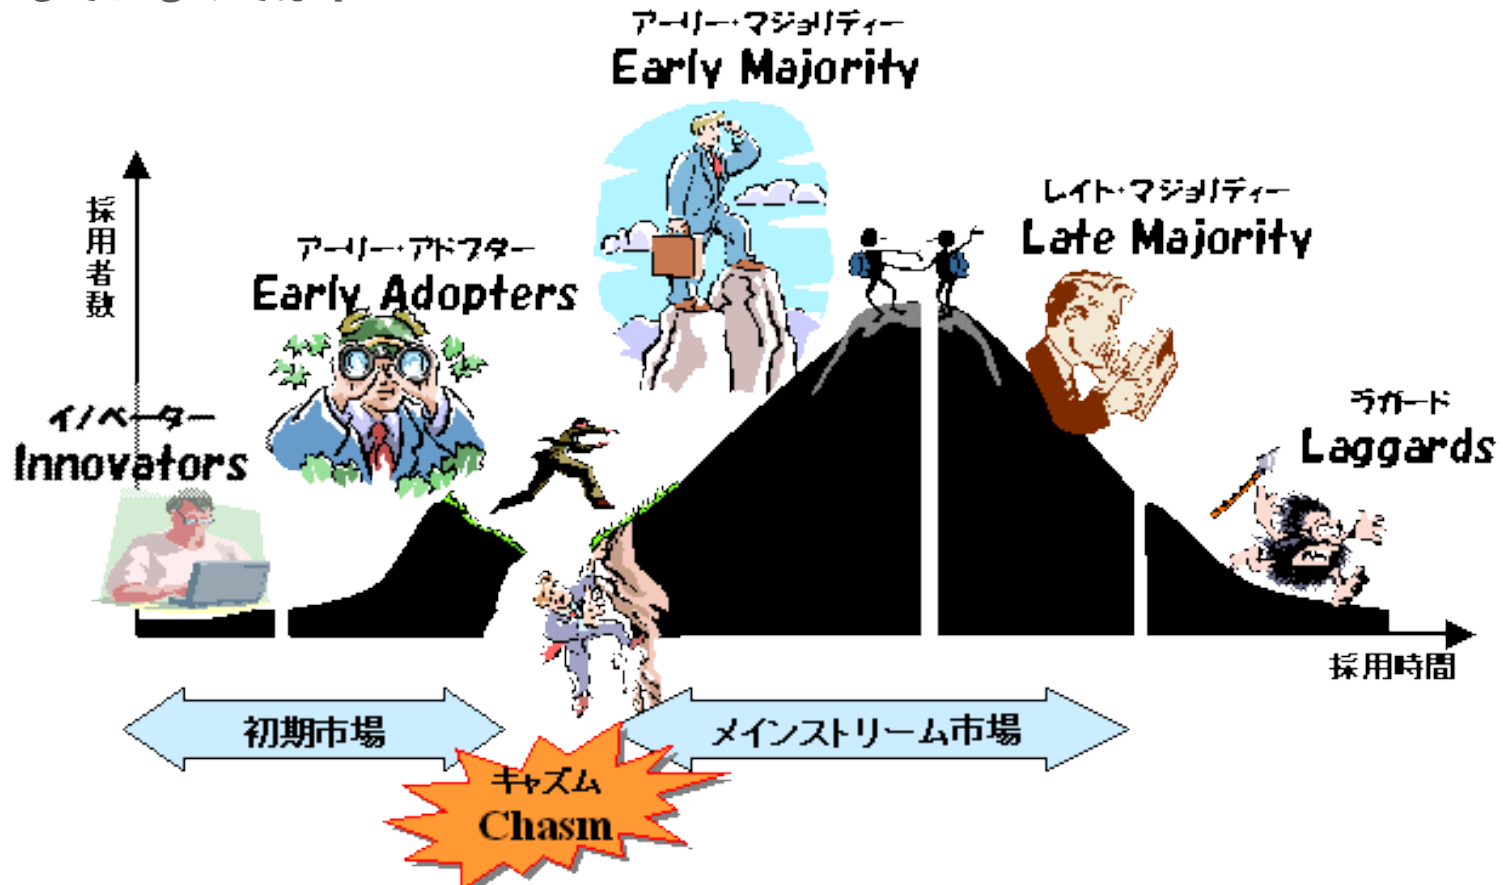 アーリー・マジョリティー
Early Majority
採用者数
レイト・マジョリティー
Late Majority
アーリー・アドプター
Early Adopters
イノベーター
Innovators
ラガード
Laggards
採用時間
初期市場
メインストリーム市場
キャズム
Chasm